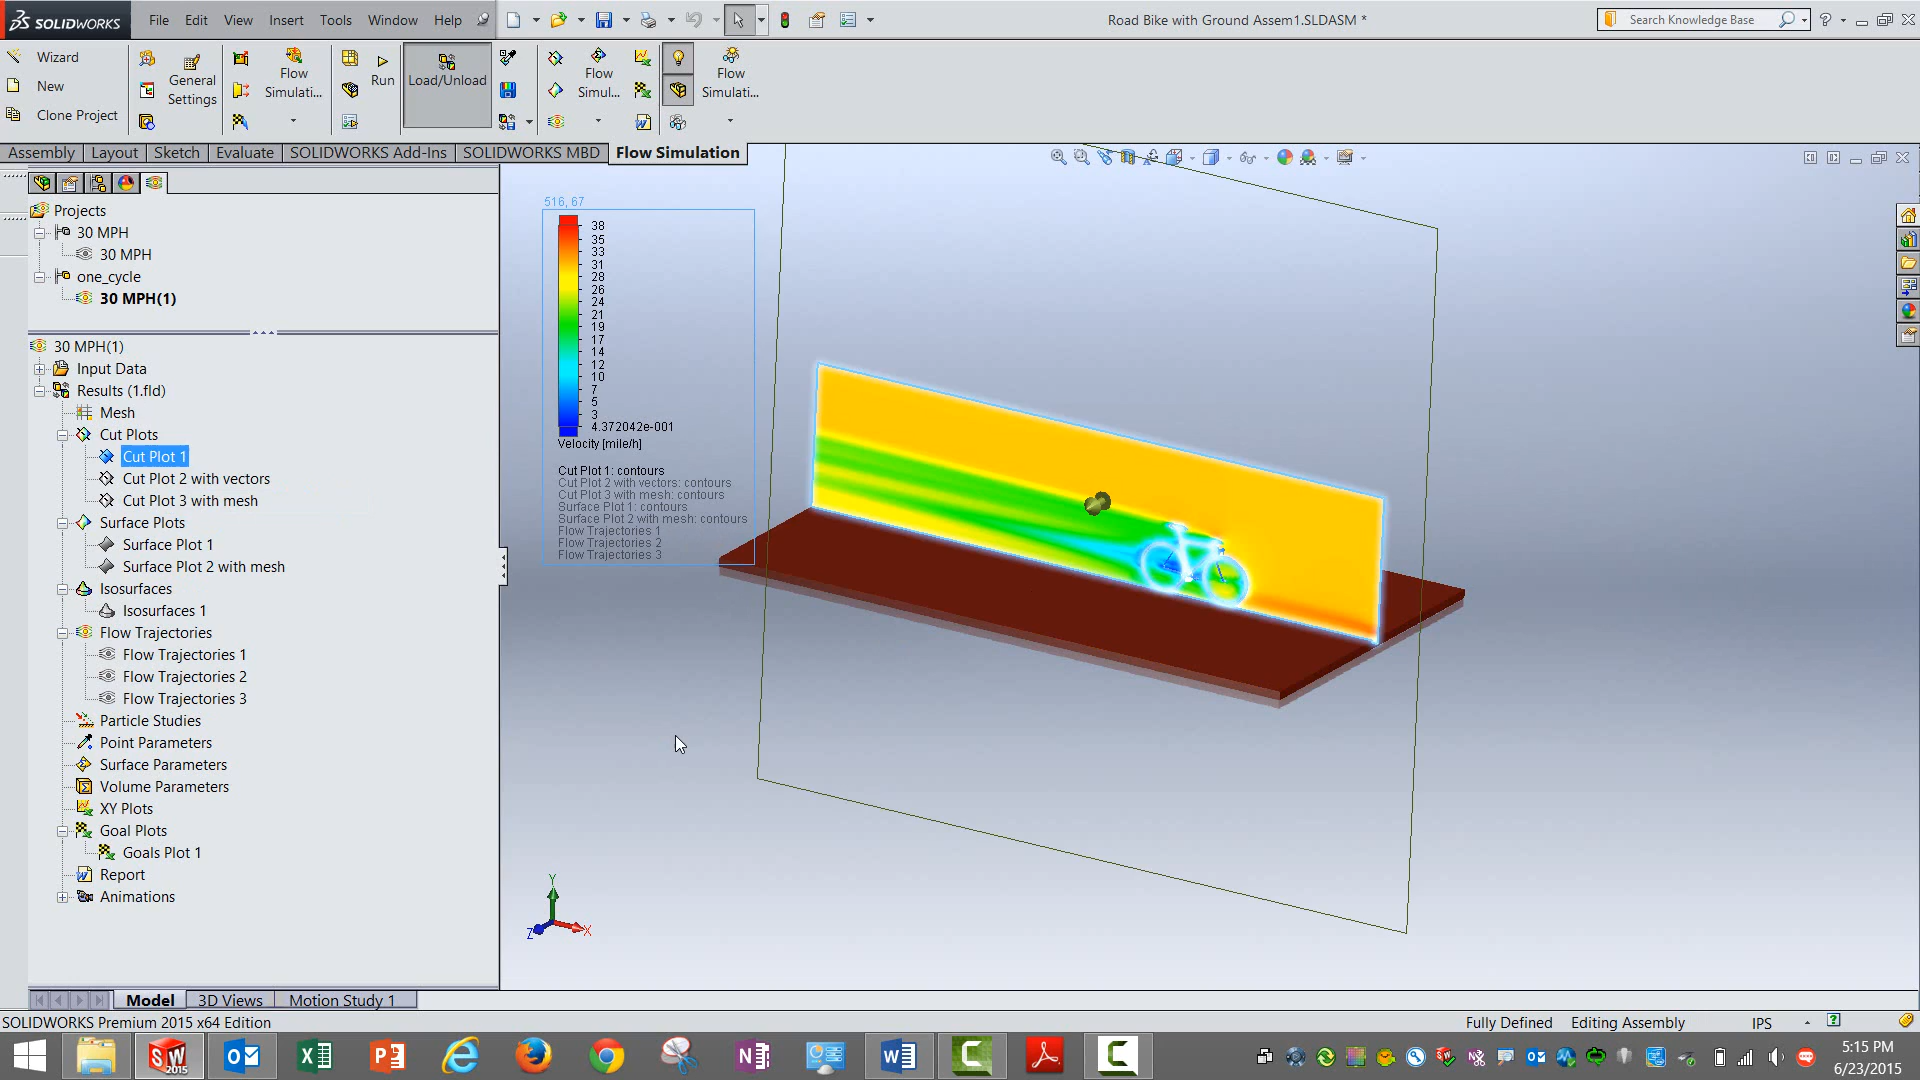 SOLIDWORKS
File Edit View Insert Tools Window Help
Road Bike with Ground Assem1.SLDASM *
Search Knowledge Base
Wizard
New
Clone Project
General Settings
Flow Simulati...
Run
Load/Unload
Flow Simul...
Flow Simulati...
Assembly Layout Sketch Evaluate SOLIDWORKS Add-Ins SOLIDWORKS MBD Flow Simulation
Projects
30 MPH
30 MPH
one_cycle
30 MPH(1)
30 MPH(1)
Input Data
Results (1.fld)
Mesh
Cut Plots
Cut Plot 1
Cut Plot 2 with vectors
Cut Plot 3 with mesh
Surface Plots
Surface Plot 1
Surface Plot 2 with mesh
Isosurfaces
Isosurfaces 1
Flow Trajectories
Flow Trajectories 1
Flow Trajectories 2
Flow Trajectories 3
Particle Studies
Point Parameters
Surface Parameters
Volume Parameters
XY Plots
Goal Plots
Goals Plot 1
Report
Animations
516, 67
38
35
33
31
28
26
24
21
19
17
14
12
10
7
5
3
4.372042e-001
Velocity [mile/h]
Cut Plot 1: contours
Cut Plot 2 with vectors: contours
Cut Plot 3 with mesh: contours
Surface Plot 1: contours
Surface Plot 2 with mesh: contours
Flow Trajectories 1
Flow Trajectories 2
Flow Trajectories 3
Y
Z
X
Model 3D Views Motion Study 1
SOLIDWORKS Premium 2015 x64 Edition
Fully Defined Editing Assembly IPS
SW 2015
5:15 PM
6/23/2015